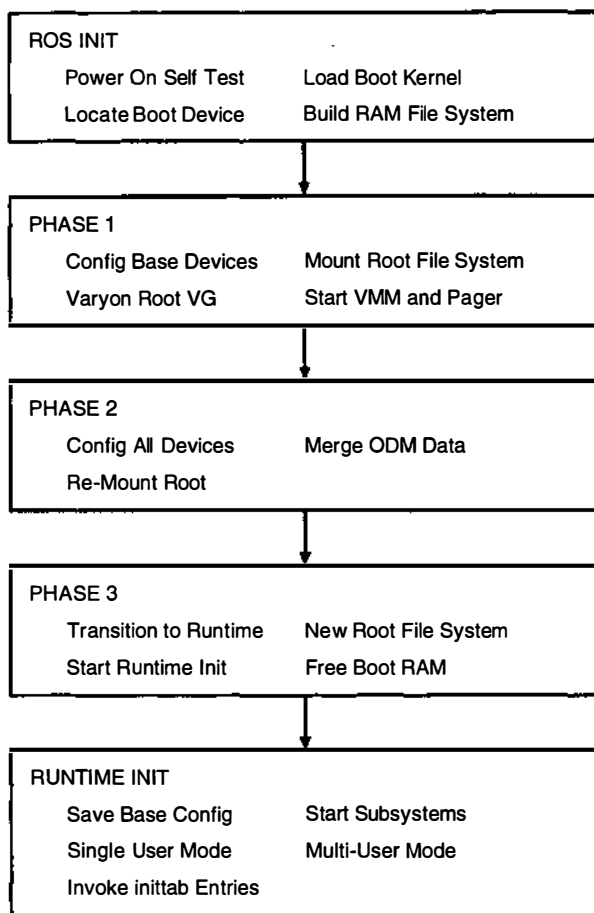 ROS INIT
Power On Self Test Load Boot Kernel
Locate Boot Device Build RAM File System
PHASE 1
Config Base Devices Mount Root File System
Varyon Root VG Start VMM and Pager
PHASE 2
Config All Devices Merge ODM Data
Re-Mount Root
PHASE 3
Transition to Runtime New Root File System
Start Runtime Init Free Boot RAM
RUNTIME INIT
Save Base Config Start Subsystems
Single User Mode Multi-User Mode
Invoke inittab Entries